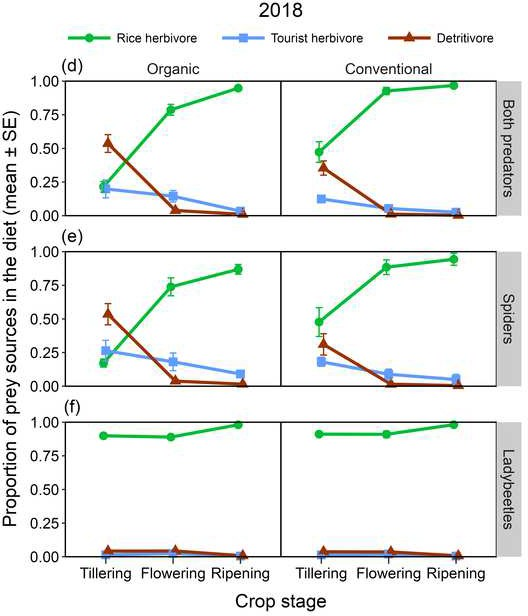 2018
Rice herbivore Tourist herbivore Detritivore
Organic Conventional
Proportion of prey sources in the diet (mean ± SE)
(d)
1.00
0.75
0.50
0.25
0.00
Both predators
(e)
1.00
0.75
0.50
0.25
0.00
Spiders
(f)
1.00
0.75
0.50
0.25
0.00
Ladybeetles
Tillering Flowering Ripening Tillering Flowering Ripening
Crop stage